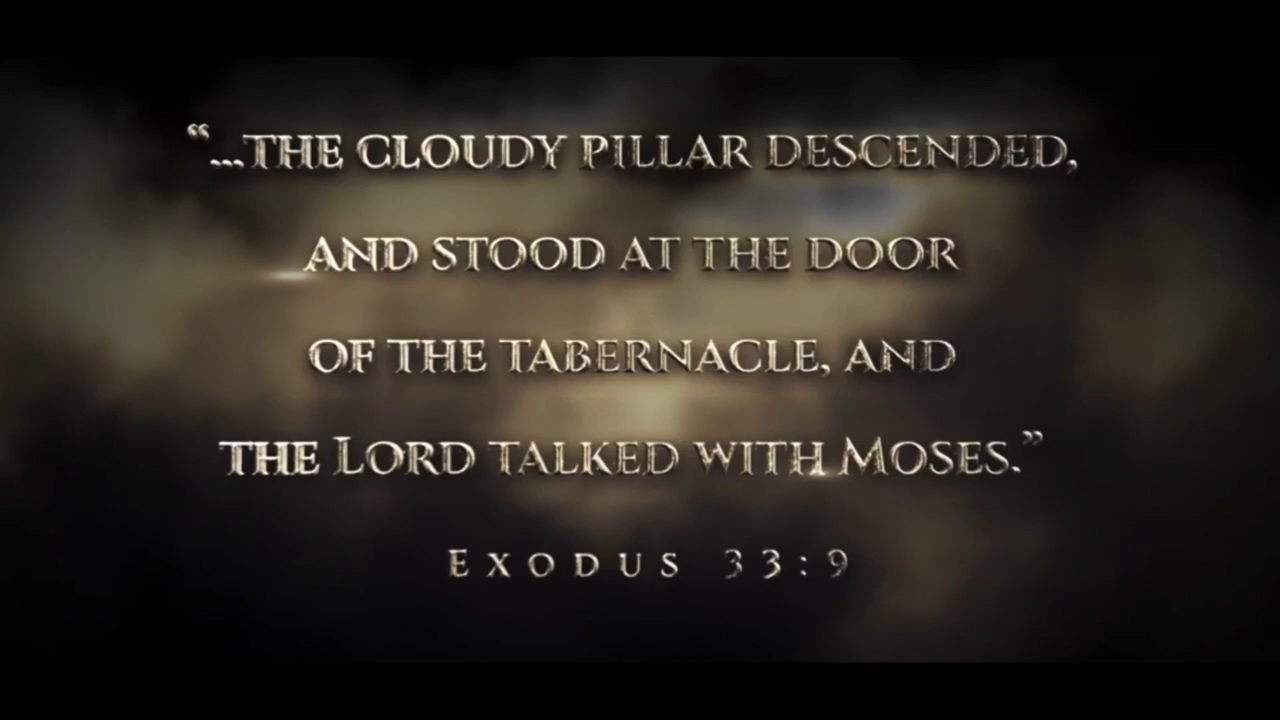 “...THE CLOUDY PILLAR DESCENDED,
AND STOOD AT THE DOOR
OF THE TABERNACLE, AND
THE LORD TALKED WITH MOSES.”
EXODUS 33:9